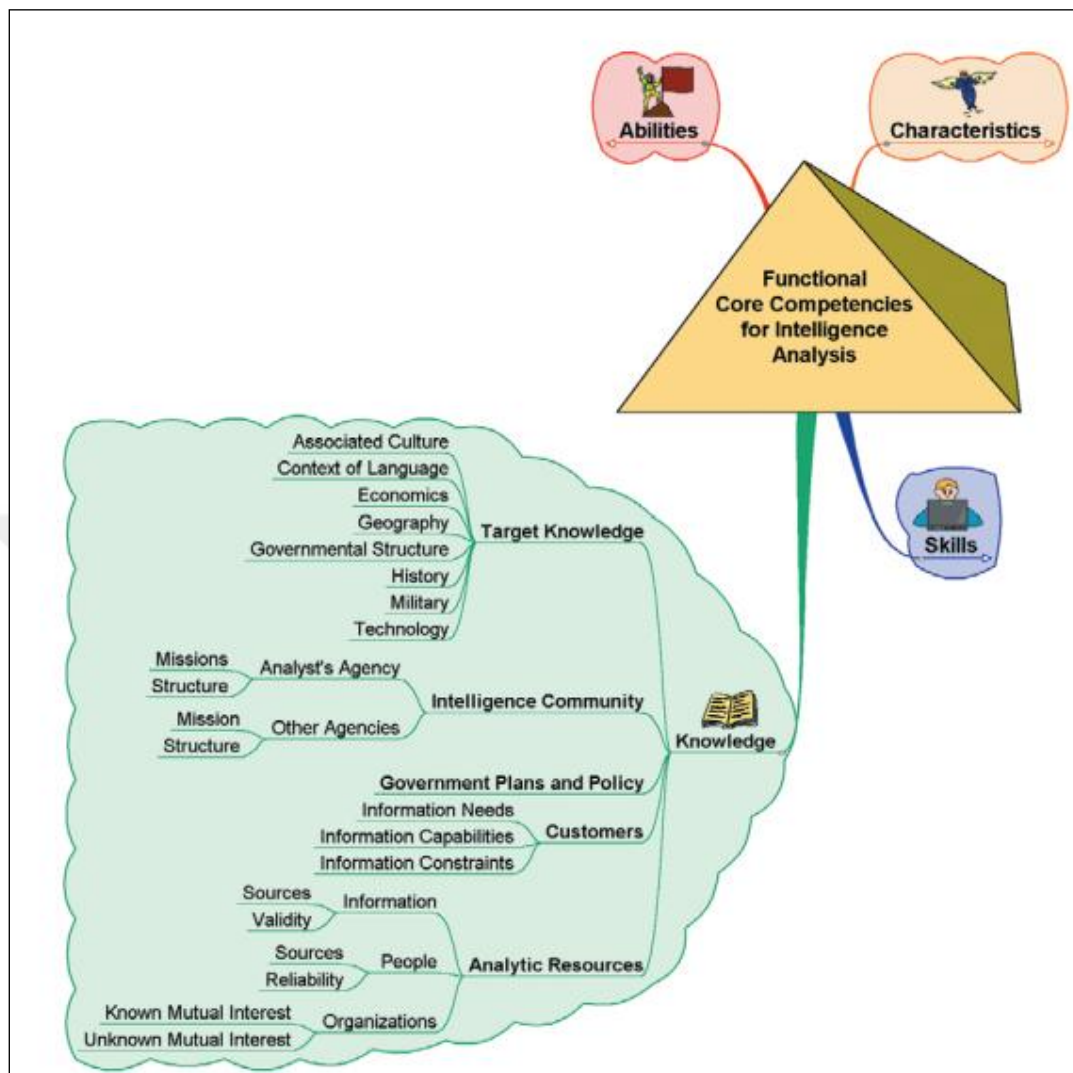 Abilities
Characteristics
Functional
Core Competencies
for Intelligence
Analysis
Skills
Knowledge
Target Knowledge
Associated Culture
Context of Language
Economics
Geography
Governmental Structure
History
Military
Technology
Intelligence Community
Analyst's Agency
Missions
Structure
Other Agencies
Mission
Structure
Government Plans and Policy
Customers
Information Needs
Information Capabilities
Information Constraints
Analytic Resources
Information
Sources
Validity
People
Sources
Reliability
Organizations
Known Mutual Interest
Unknown Mutual Interest